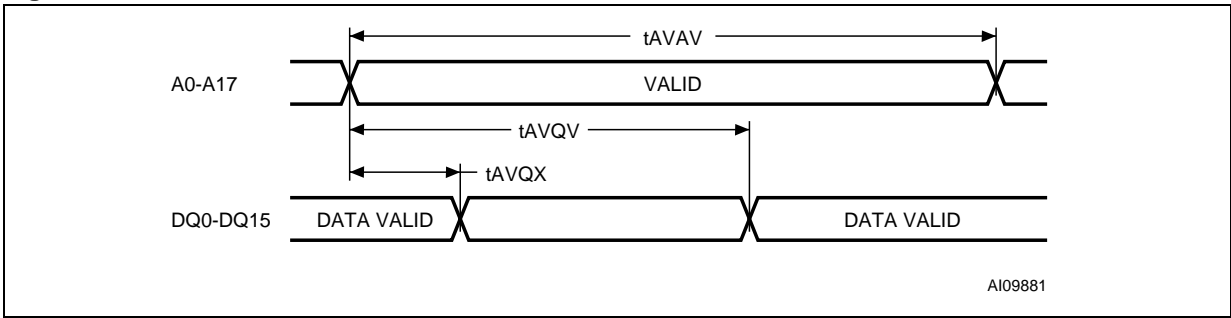 tAVAV
A0-A17
VALID
tAVQV
tAVQX
DQ0-DQ15
DATA VALID
DATA VALID
AI09881